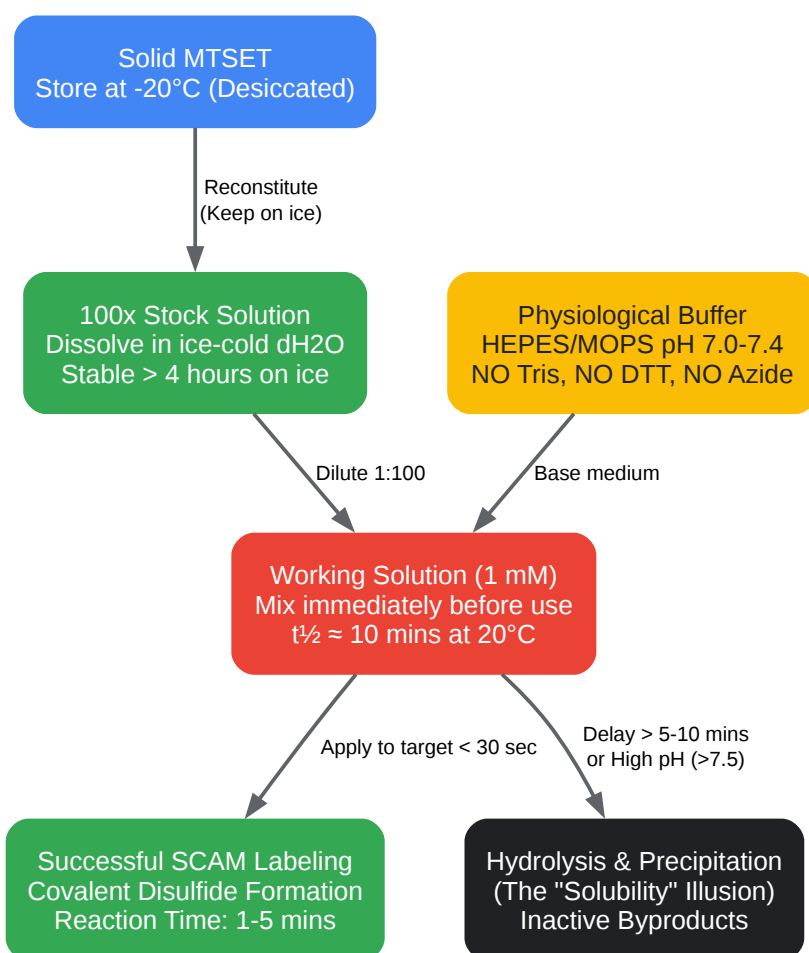 Solid MTSET
Store at -20°C (Desiccated)
Reconstitute
(Keep on ice)
100x Stock Solution
Dissolve in ice-cold dH2O
Stable > 4 hours on ice
Physiological Buffer
HEPES/MOPS pH 7.0-7.4
NO Tris, NO DTT, NO Azide
Dilute 1:100
Base medium
Working Solution (1 mM)
Mix immediately before use
t½ ≈ 10 mins at 20°C
Apply to target < 30 sec
Delay > 5-10 mins
or High pH (>7.5)
Successful SCAM Labeling
Covalent Disulfide Formation
Reaction Time: 1-5 mins
Hydrolysis & Precipitation
(The "Solubility" Illusion)
Inactive Byproducts